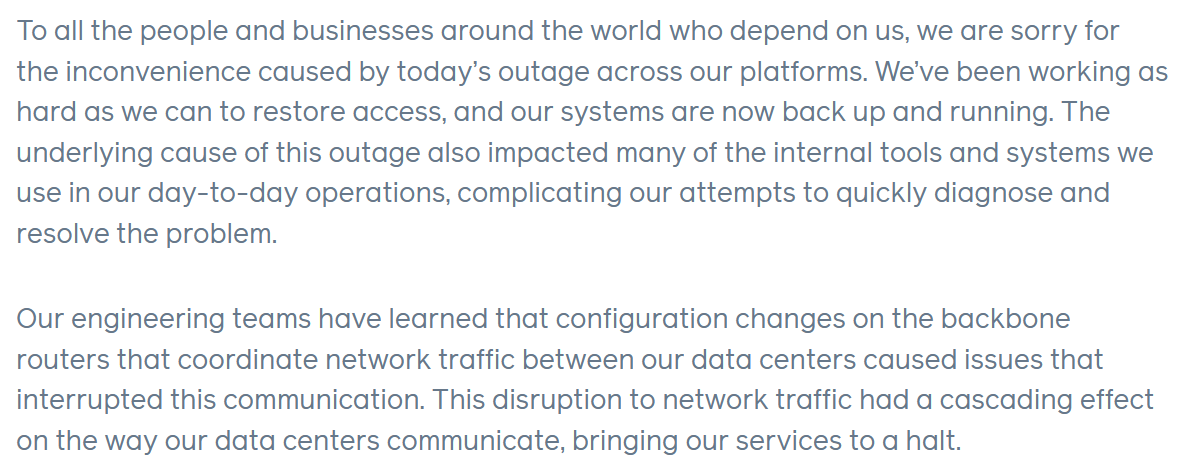 To all the people and businesses around the world who depend on us, we are sorry for
the inconvenience caused by today’s outage across our platforms. We’ve been working as
hard as we can to restore access, and our systems are now back up and running. The
underlying cause of this outage also impacted many of the internal tools and systems we
use in our day-to-day operations, complicating our attempts to quickly diagnose and
resolve the problem.
Our engineering teams have learned that configuration changes on the backbone
routers that coordinate network traffic between our data centers caused issues that
interrupted this communication. This disruption to network traffic had a cascading effect
on the way our data centers communicate, bringing our services to a halt.